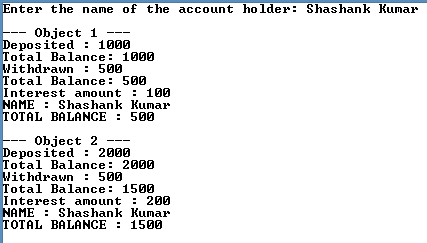 Enter the name of the account holder: Shashank Kumar
--- Object 1 ---
Deposited : 1000
Total Balance: 1000
Withdrawn : 500
Total Balance: 500
Interest amount : 100
NAME : Shashank Kumar
TOTAL BALANCE : 500
--- Object 2 ---
Deposited : 2000
Total Balance: 2000
Withdrawn : 500
Total Balance: 1500
Interest amount : 200
NAME : Shashank Kumar
TOTAL BALANCE : 1500